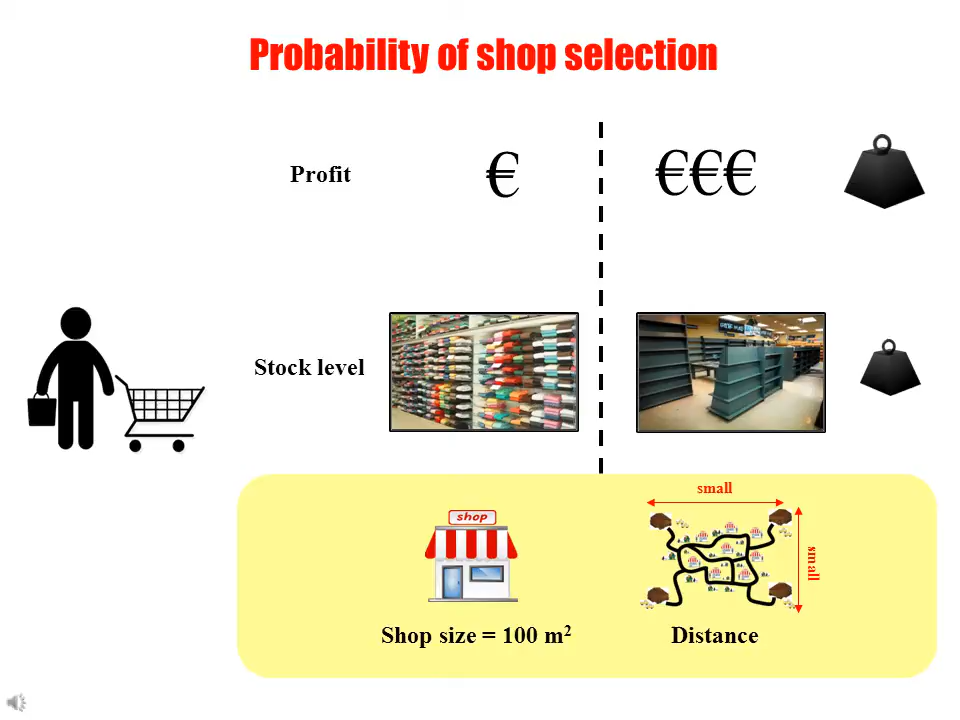 Probability of shop selection
Profit
€
€€€
Stock level
small
shop
small
Shop size = 100 m²
Distance